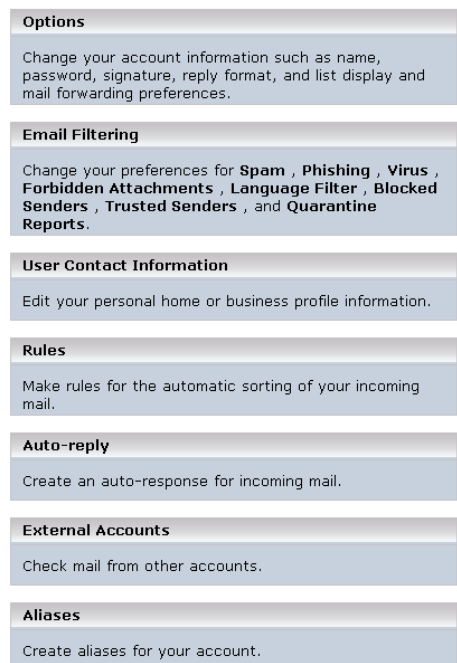 Options
Change your account information such as name,
password, signature, reply format, and list display and
mail forwarding preferences.
Email Filtering
Change your preferences for Spam , Phishing , Virus ,
Forbidden Attachments , Language Filter , Blocked
Senders , Trusted Senders , and Quarantine
Reports.
User Contact Information
Edit your personal home or business profile information.
Rules
Make rules for the automatic sorting of your incoming
mail.
Auto-reply
Create an auto-response for incoming mail.
External Accounts
Check mail from other accounts.
Aliases
Create aliases for your account.